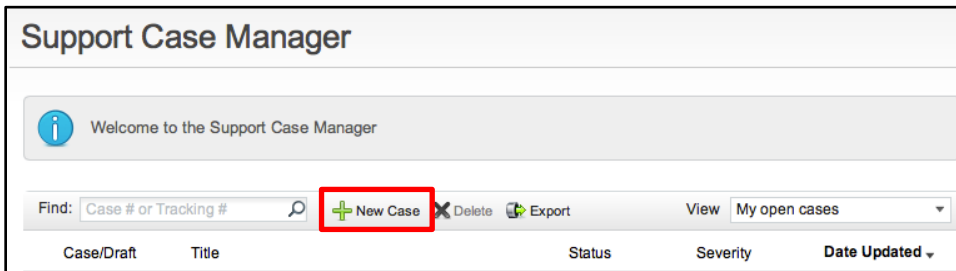 Support Case Manager
Welcome to the Support Case Manager
Find: Case # or Tracking # New Case Delete Export View My open cases
Case/Draft Title Status Severity Date Updated